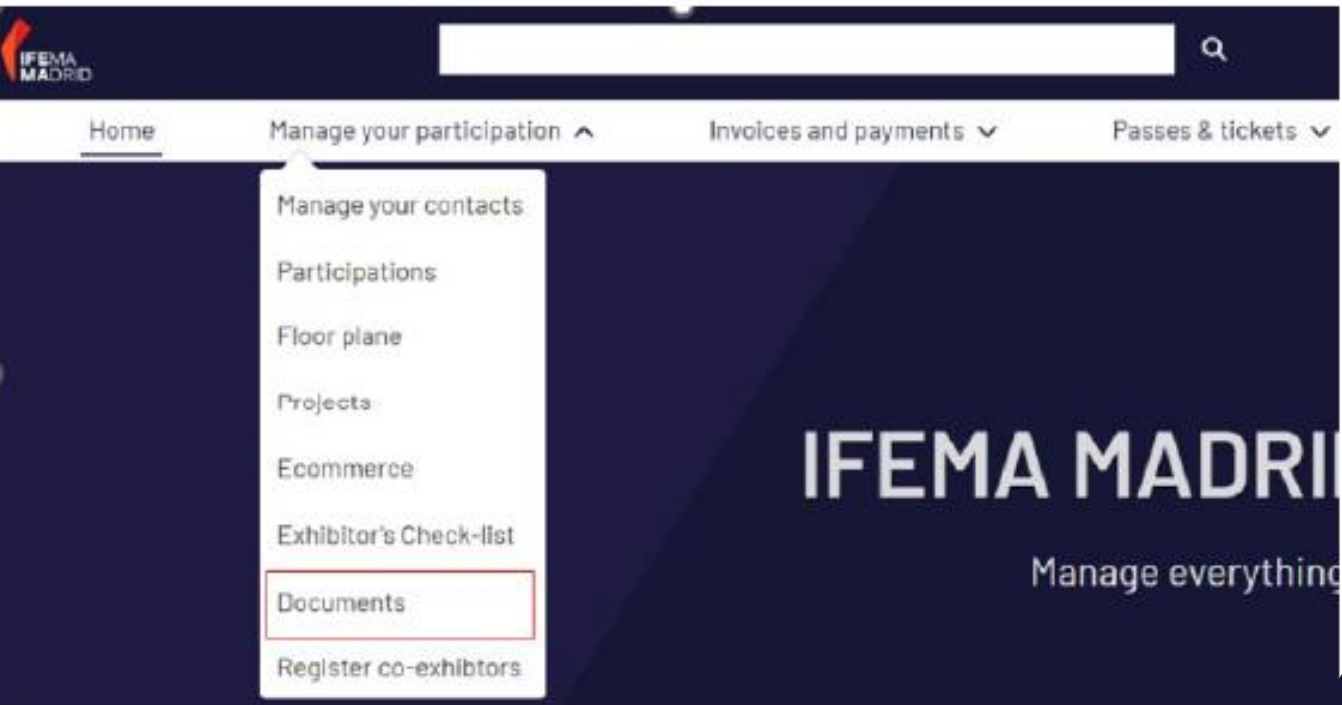 IFEMA
MADRID
Home
Manage your participation
Invoices and payments
Passes & tickets
Manage your contacts
Participations
Floor plane
Projects
Ecommerce
Exhibitor's Check-list
Documents
Register co-exhibtors
IFEMA MADRI
Manage everything